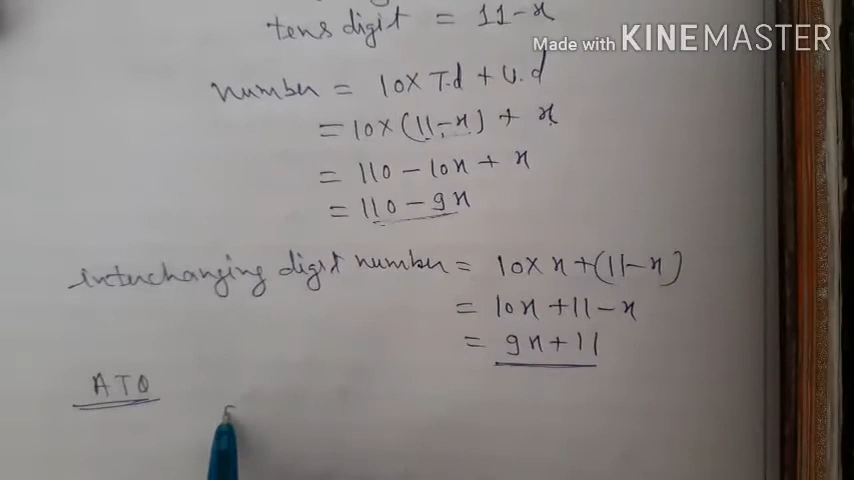 tens digit = 11-x
Made with KINEMASTER
number = 10×T.d + U.d
= 10×(11-x) + x
= 110 - 10x + x
= 110 - 9x
interchanging digit number = 10×x+(11-x)
= 10x +11-x
= 9x+11
ATQ